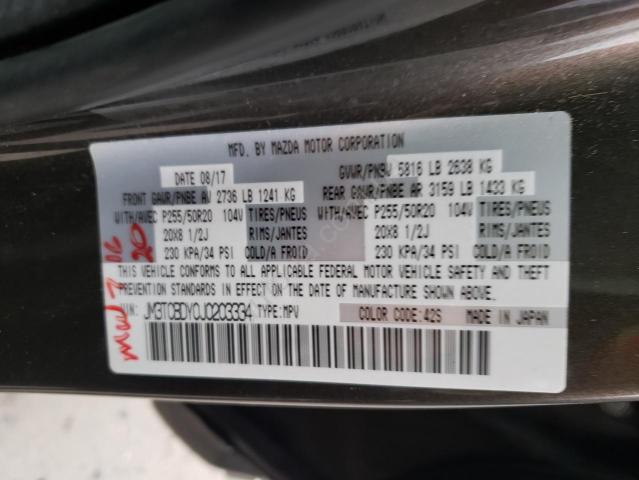 MFD. BY MAZDA MOTOR CORPORATION
DATE 08/17 GVWR/PNBV 5816 LB 2638 KG
FRONT GAWR/PNBE AV 2736 LB 1241 KG REAR GAWR/PNBE AR 3159 LB 1433 KG
WITH/AVEC P255/50R20 104V TIRES/PNEUS WITH/AVEC P255/50R20 104V TIRES/PNEUS
20X8 1/2J RIMS/JANTES 20X8 1/2J RIMS/JANTES
230 KPA/34 PSI COLD/A FROID 230 KPA/34 PSI COLD/A FROID
THIS VEHICLE CONFORMS TO ALL APPLICABLE FEDERAL MOTOR VEHICLE SAFETY AND THEFT
PREVENTION STANDARDS IN EFFECT ON THE DATE OF MANUFACTURE SHOWN ABOVE.
VIN: JM3TCBDY0J0203334 TYPE:MPV COLOR CODE:42S MADE IN JAPAN
20